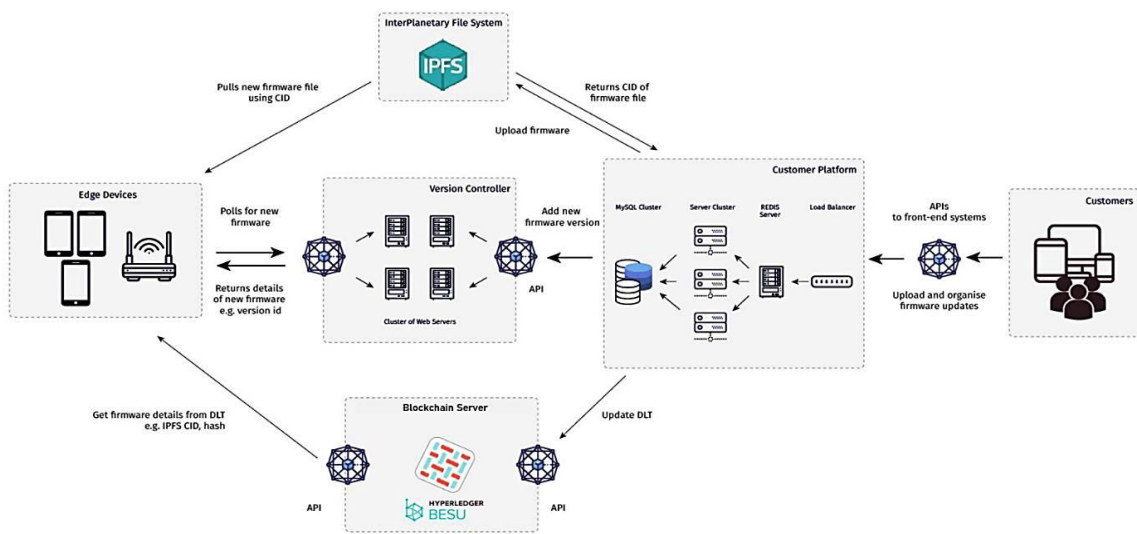 InterPlanetary File System
IPFS
Pulls new firmware file
using CID
Returns CID of
firmware file
Upload firmware
Edge Devices
Polls for new
firmware
Returns details
of new firmware
e.g. version id
Version Controller
Cluster of Web Servers
Add new
firmware version
API
Customer Platform
MySQL Cluster
Server Cluster
REDIS
Server
Load Balancer
APIs
to front-end systems
Upload and organise
firmware updates
Customers
Get firmware details from DLT
e.g. IPFS CID, hash
Update DLT
Blockchain Server
API
API
HYPERLEDGER
BESU